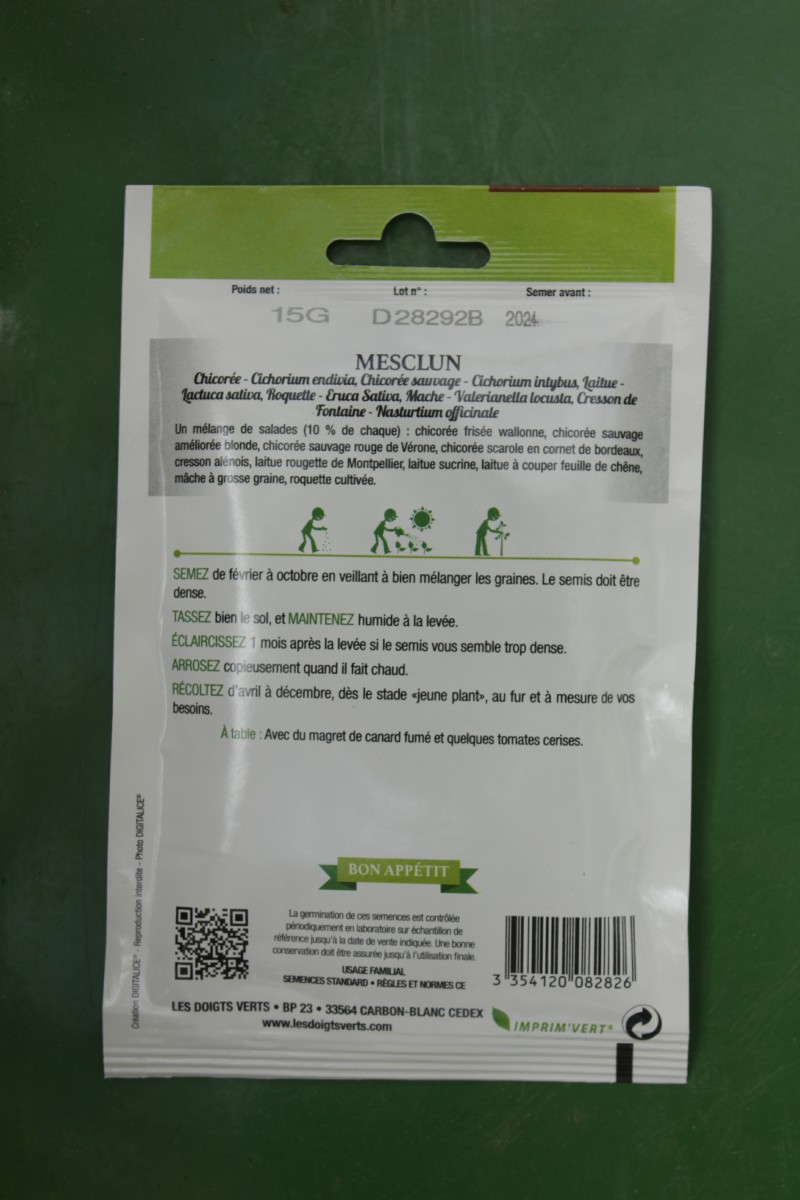 Poids net :
Lot n° :
Semer avant :
15G
D28292B
2024
MESCLUN
Chicorée - Cichorium endivia, Chicorée sauvage - Cichorium intybus, Laitue -
Lactuca sativa, Roquette - Eruca Sativa, Mache - Valerianella locusta, Cresson de
Fontaine - Nasturtium officinale
Un mélange de salades (10 % de chaque) : chicorée frisée wallonne, chicorée sauvage
améliorée blonde, chicorée sauvage rouge de Vérone, chicorée scarole en cornet de bordeaux,
cresson alénois, laitue rougette de Montpellier, laitue sucrine, laitue à couper feuille de chêne,
mâche à grosse graine, roquette cultivée.
SEMEZ de février à octobre en veillant à bien mélanger les graines. Le semis doit être
dense.
TASSEZ bien le sol, et MAINTENEZ humide à la levée.
ÉCLAIRCISSEZ 1 mois après la levée si le semis vous semble trop dense.
ARROSEZ copieusement quand il fait chaud.
RÉCOLTEZ d'avril à décembre, dès le stade «jeune plant», au fur et à mesure de vos
besoins.
À table : Avec du magret de canard fumé et quelques tomates cerises.
BON APPÉTIT
La germination de ces semences est contrôlée
périodiquement en laboratoire sur échantillon de
référence jusqu'à la date de vente indiquée. Une bonne
conservation doit être assurée jusqu'à l'utilisation finale.
USAGE FAMILIAL
SEMENCES STANDARD • RÈGLES ET NORMES CE
3 354120 082826
LES DOIGTS VERTS • BP 23 • 33564 CARBON-BLANC CEDEX
www.lesdoigtsverts.com
IMPRIM'VERT®
Création DIGITALICE® - Reproduction interdite - Photo DIGITALICE®